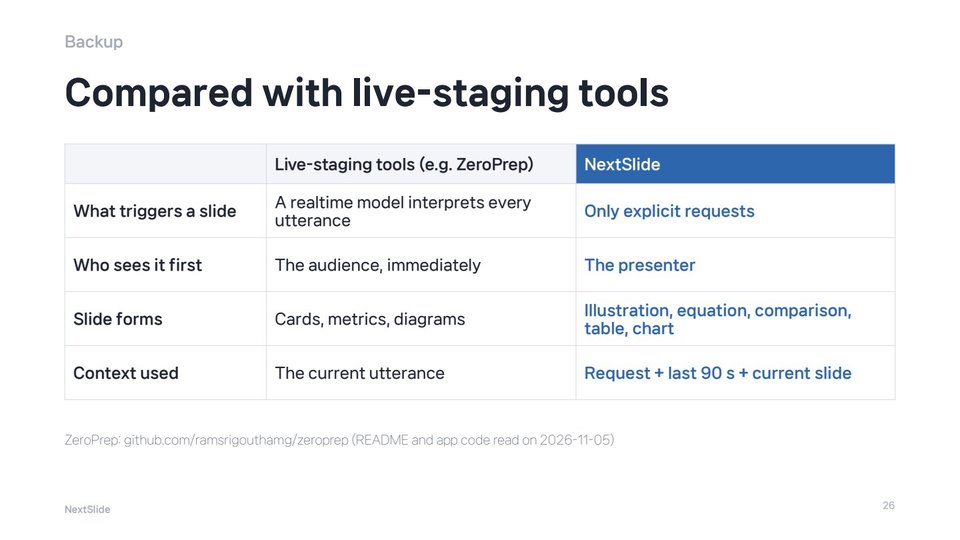 Backup
Compared with live-staging tools
Live-staging tools (e.g. ZeroPrep)
NextSlide
What triggers a slide
A realtime model interprets every
utterance
Only explicit requests
Who sees it first
The audience, immediately
The presenter
Slide forms
Cards, metrics, diagrams
Illustration, equation, comparison,
table, chart
Context used
The current utterance
Request + last 90 s + current slide
ZeroPrep: github.com/ramsrigouthamg/zeroprep (README and app code read on 2026-11-05)
NextSlide
26